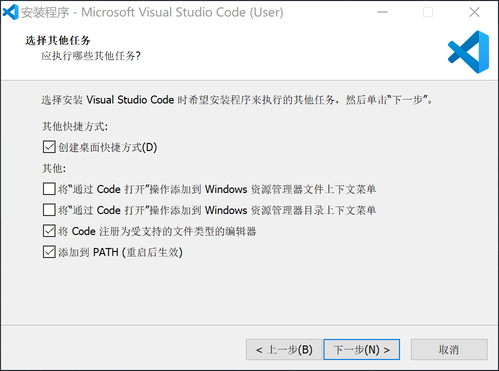 安装程序 - Microsoft Visual Studio Code (User)
选择其他任务
应执行哪些其他任务?
选择安装 Visual Studio Code 时希望安装程序来执行的其他任务，然后单击“下一步”。
其他快捷方式:
创建桌面快捷方式(D)
其他:
将“通过 Code 打开”操作添加到 Windows 资源管理器文件上下文菜单
将“通过 Code 打开”操作添加到 Windows 资源管理器目录上下文菜单
将 Code 注册为受支持的文件类型的编辑器
添加到 PATH (重启后生效)
< 上一步(B) 下一步(N) > 取消